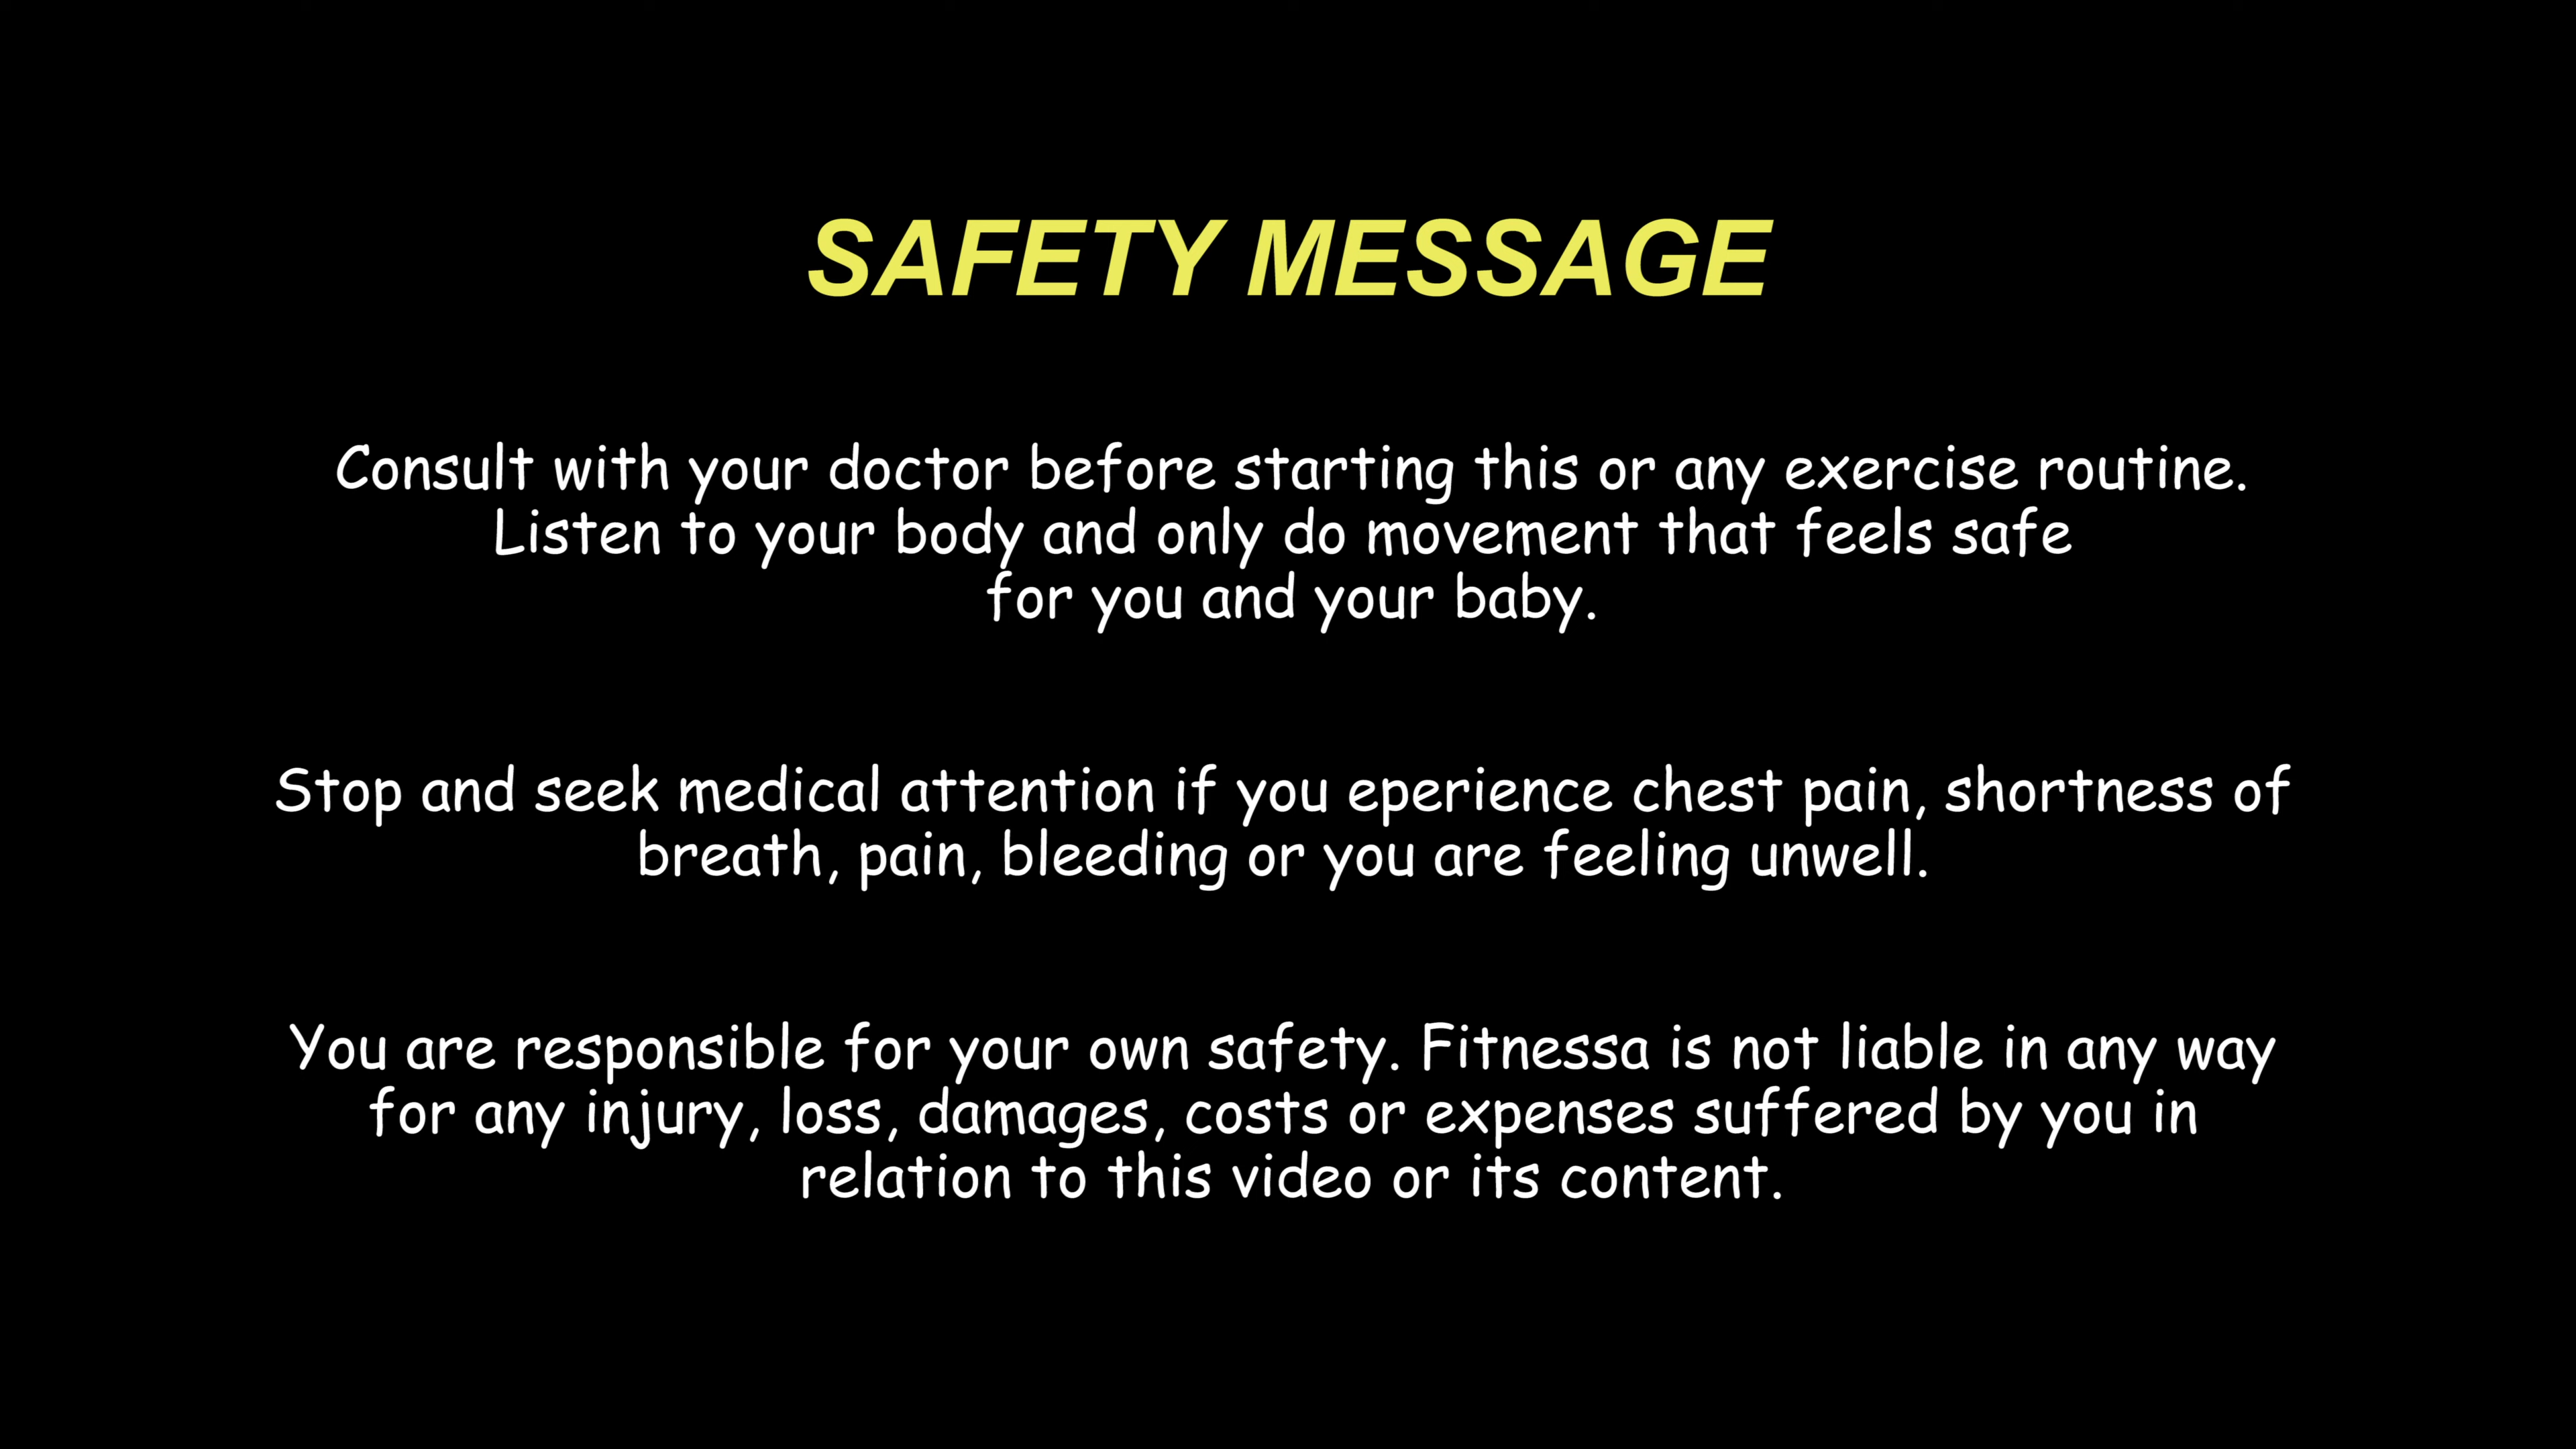 SAFETY MESSAGE
Consult with your doctor before starting this or any exercise routine.
Listen to your body and only do movement that feels safe
for you and your baby.
Stop and seek medical attention if you eperience chest pain, shortness of
breath, pain, bleeding or you are feeling unwell.
You are responsible for your own safety. Fitnessa is not liable in any way
for any injury, loss, damages, costs or expenses suffered by you in
relation to this video or its content.